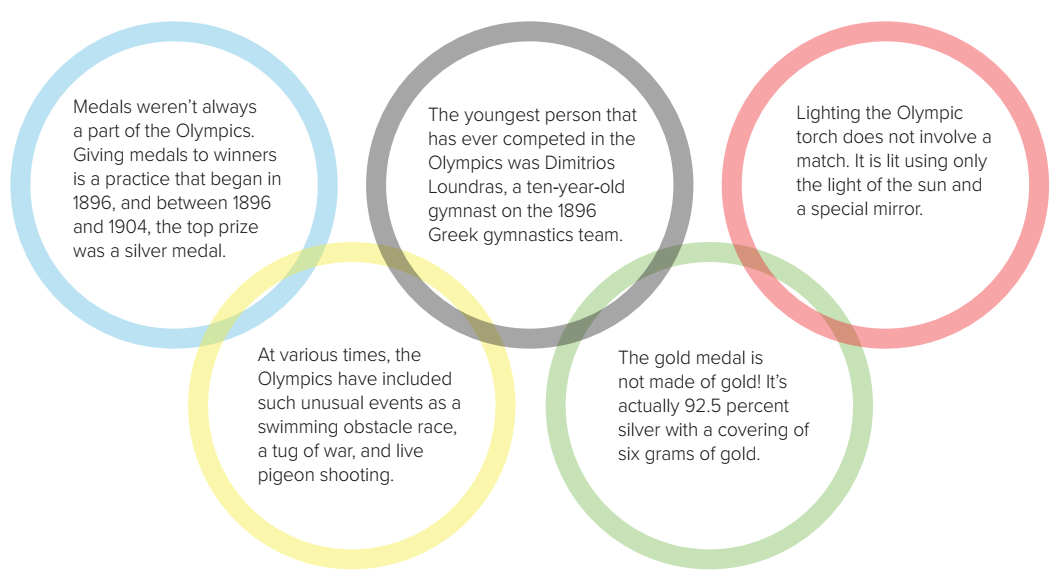 Medals weren’t always
a part of the Olympics.
Giving medals to winners
is a practice that began in
1896, and between 1896
and 1904, the top prize
was a silver medal.
The youngest person that
has ever competed in the
Olympics was Dimitrios
Loundras, a ten-year-old
gymnast on the 1896
Greek gymnastics team.
Lighting the Olympic
torch does not involve a
match. It is lit using only
the light of the sun and
a special mirror.
At various times, the
Olympics have included
such unusual events as a
swimming obstacle race,
a tug of war, and live
pigeon shooting.
The gold medal is
not made of gold! It’s
actually 92.5 percent
silver with a covering of
six grams of gold.